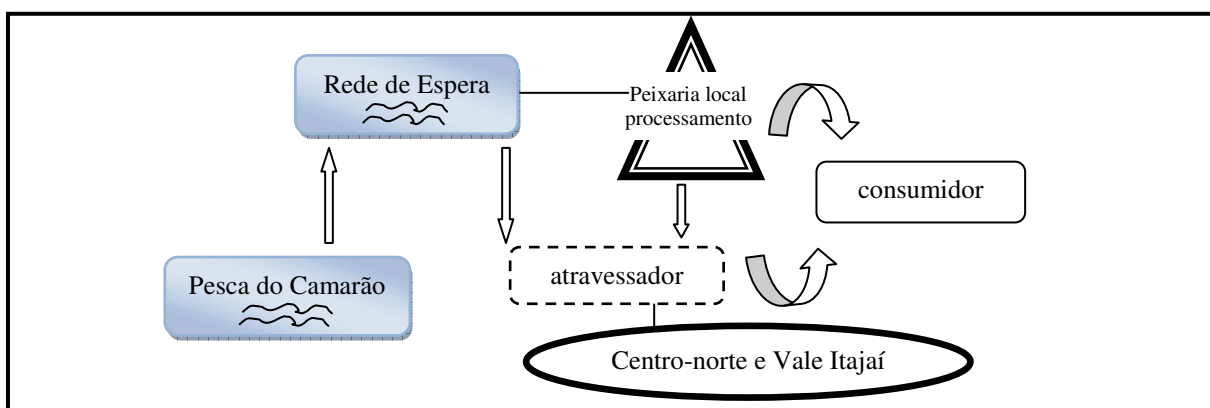 Rede de Espera
Peixaria local
processamento
consumidor
Pesca do Camarão
atravessador
Centro-norte e Vale Itajaí